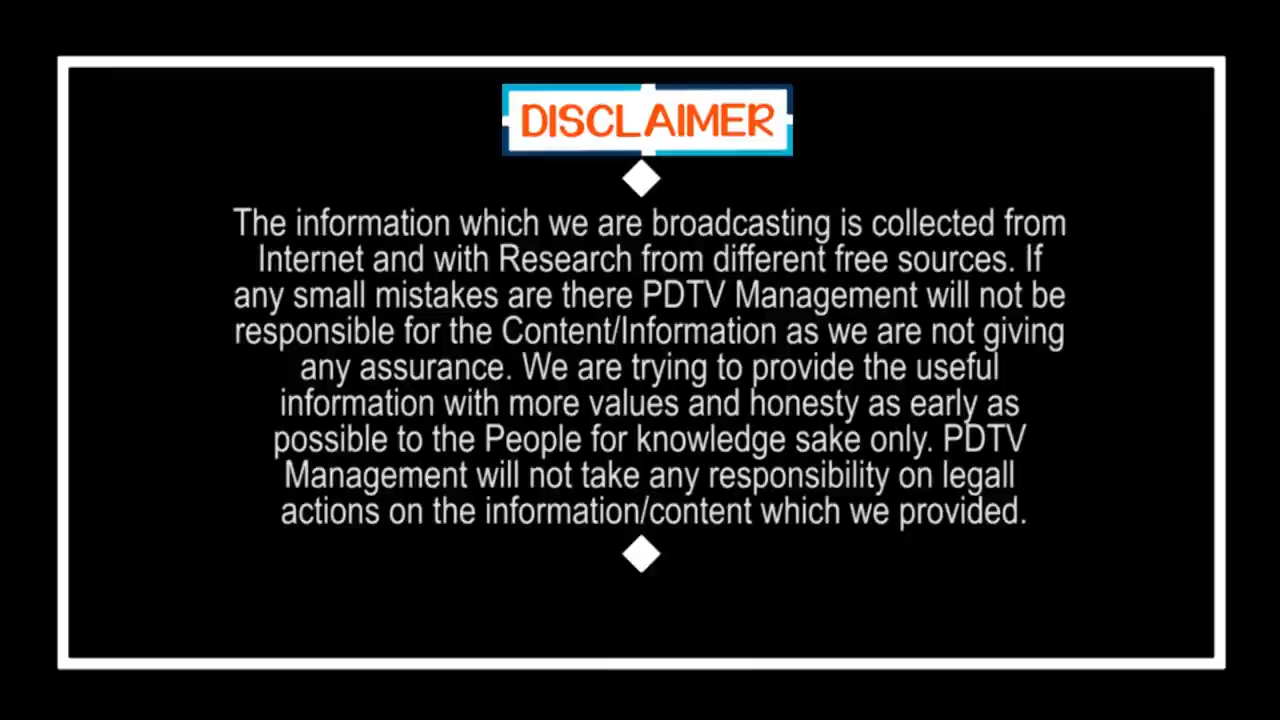 DISCLAIMER
The information which we are broadcasting is collected from
Internet and with Research from different free sources. If
any small mistakes are there PDTV Management will not be
responsible for the Content/Information as we are not giving
any assurance. We are trying to provide the useful
information with more values and honesty as early as
possible to the People for knowledge sake only. PDTV
Management will not take any responsibility on legall
actions on the information/content which we provided.